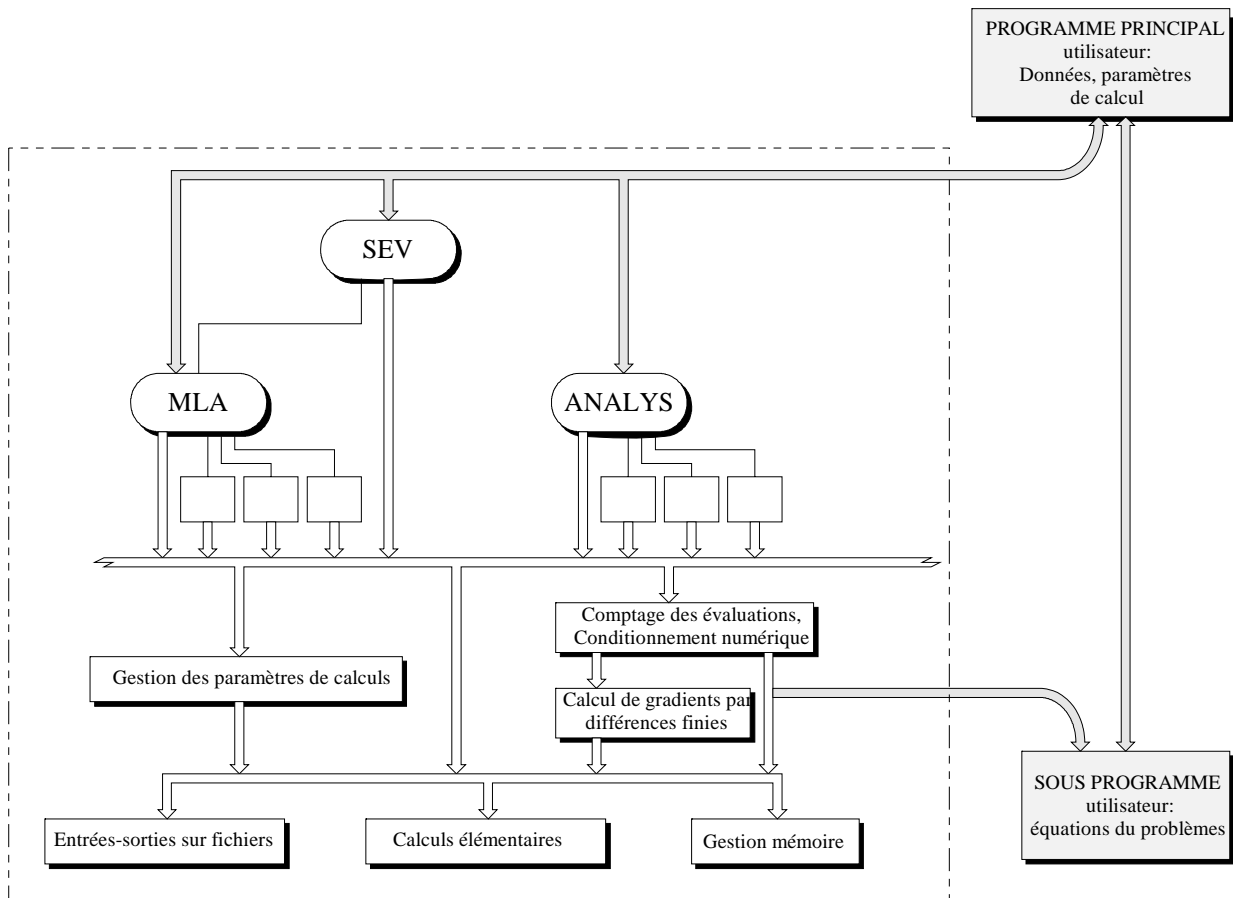 PROGRAMME PRINCIPAL
utilisateur:
Données, paramètres
de calcul
SEV
MLA
ANALYS
Comptage des évaluations,
Conditionnement numérique
Gestion des paramètres de calculs
Calcul de gradients par
différences finies
SOUS PROGRAMME
utilisateur:
équations du problèmes
Entrées-sorties sur fichiers
Calculs élémentaires
Gestion mémoire